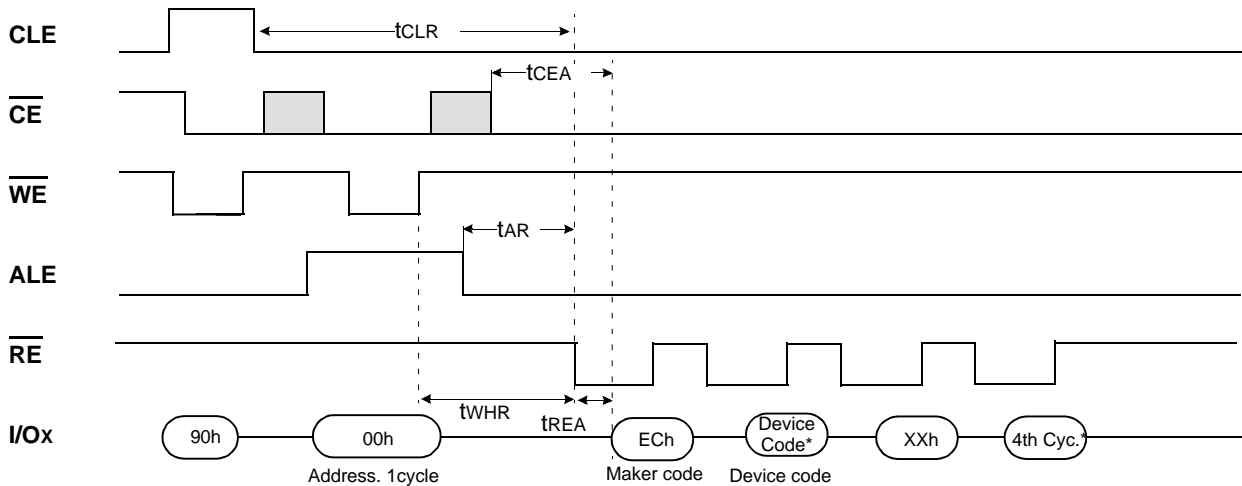 CLE
tCLR
tCEA
CE
WE
tAR
ALE
RE
tWHR
tREA
I/Ox
90h
00h
ECh
Device
Code*
XXh
4th Cyc.*
Address. 1cycle
Maker code
Device code